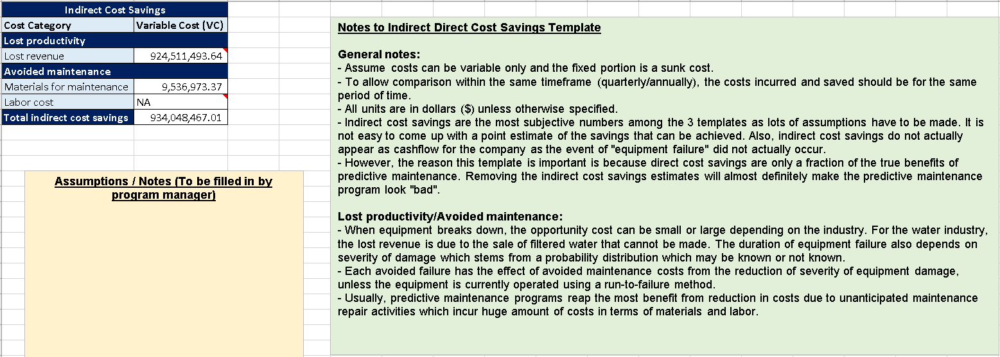 Indirect Cost Savings
Cost Category Variable Cost (VC)
Lost productivity
Lost revenue 924,511,493.64
Avoided maintenance
Materials for maintenance 9,536,973.37
Labor cost NA
Total indirect cost savings 934,048,467.01
Assumptions / Notes (To be filled in by
program manager)
Notes to Indirect Direct Cost Savings Template
General notes:
- Assume costs can be variable only and the fixed portion is a sunk cost.
- To allow comparison within the same timeframe (quarterly/annually), the costs incurred and saved should be for the same
period of time.
- All units are in dollars ($) unless otherwise specified.
- Indirect cost savings are the most subjective numbers among the 3 templates as lots of assumptions have to be made. It is
not easy to come up with a point estimate of the savings that can be achieved. Also, indirect cost savings do not actually
appear as cashflow for the company as the event of "equipment failure" did not actually occur.
- However, the reason this template is important is because direct cost savings are only a fraction of the true benefits of
predictive maintenance. Removing the indirect cost savings estimates will almost definitely make the predictive maintenance
program look "bad".
Lost productivity/Avoided maintenance:
- When equipment breaks down, the opportunity cost can be small or large depending on the industry. For the water industry,
the lost revenue is due to the sale of filtered water that cannot be made. The duration of equipment failure also depends on
severity of damage which stems from a probability distribution which may be known or not known.
- Each avoided failure has the effect of avoided maintenance costs from the reduction of severity of equipment damage,
unless the equipment is currently operated using a run-to-failure method.
- Usually, predictive maintenance programs reap the most benefit from reduction in costs due to unanticipated maintenance
repair activities which incur huge amount of costs in terms of materials and labor.